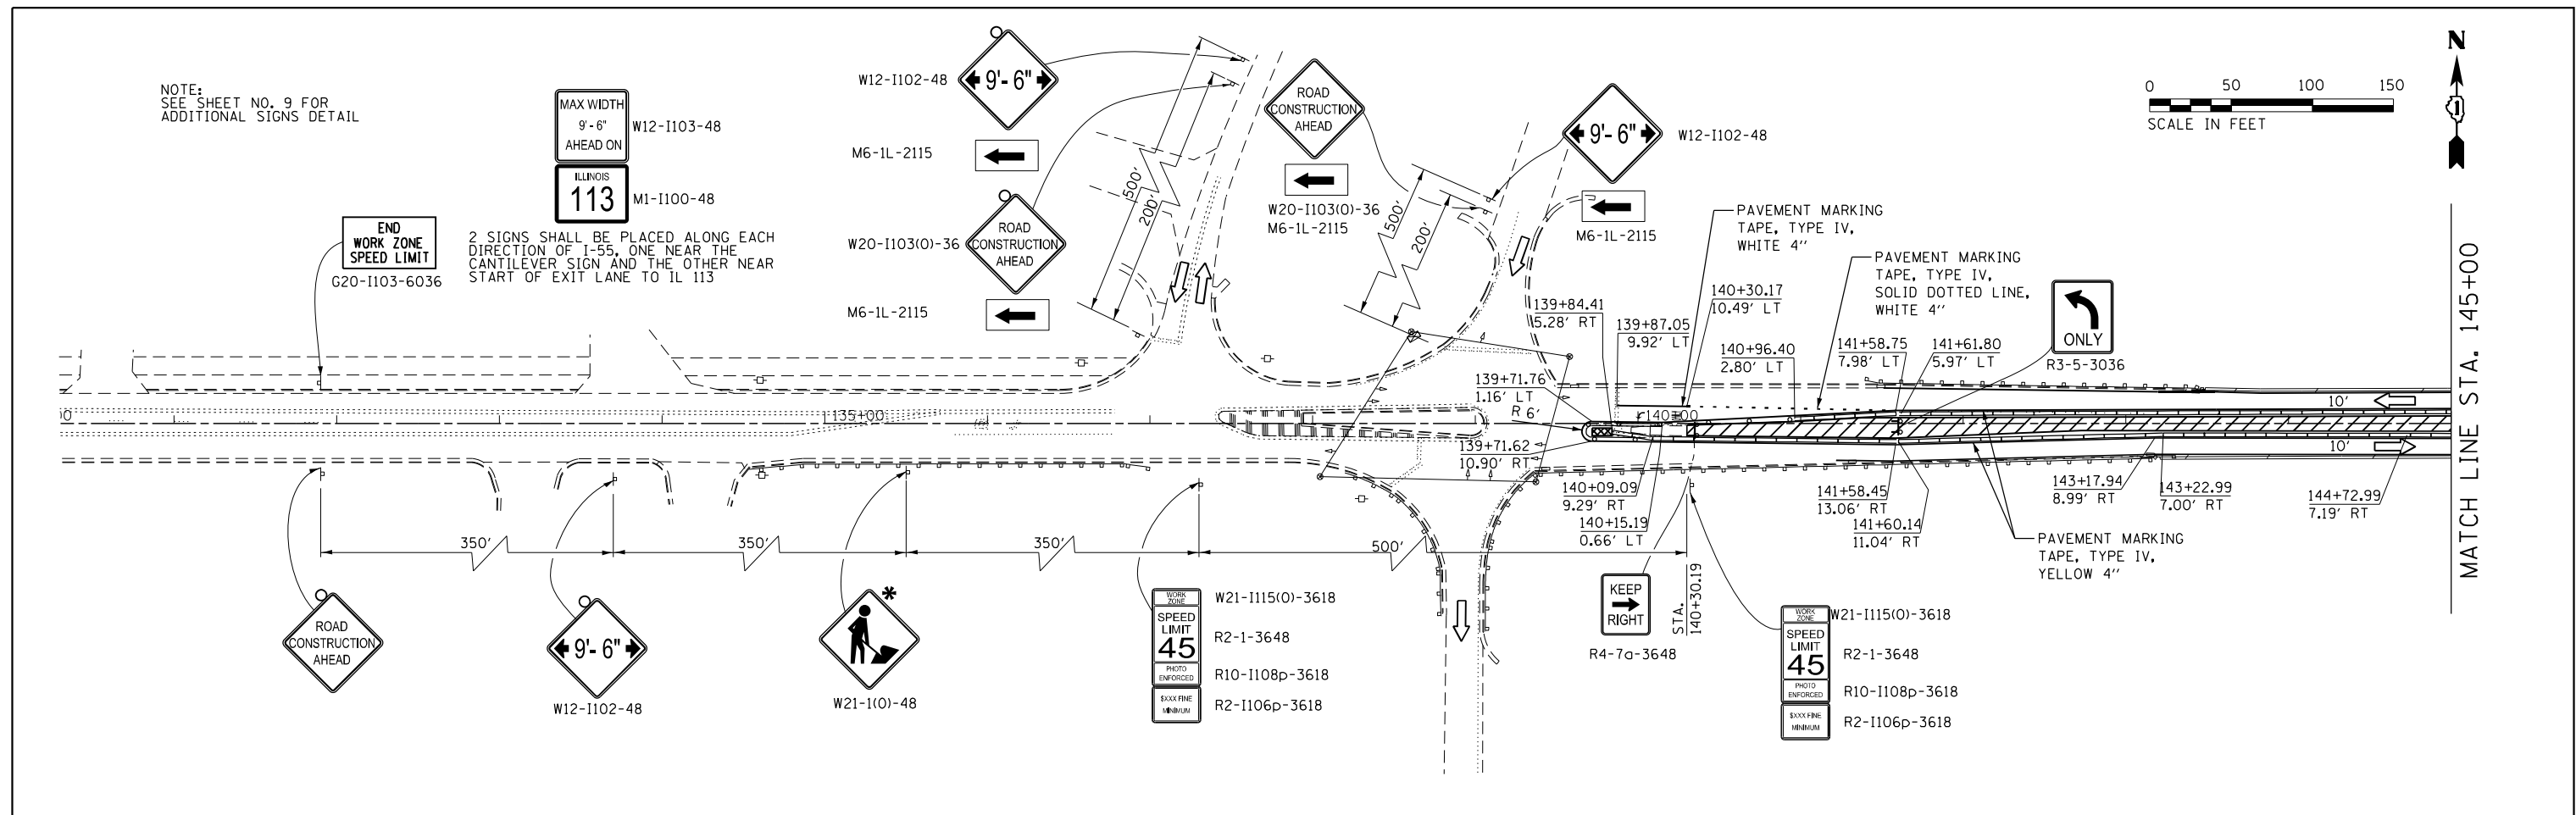 NOTE:
SEE SHEET NO. 9 FOR
ADDITIONAL SIGNS DETAIL
MAX WIDTH
9'-6"
AHEAD ON
W12-I103-48
ILLINOIS
113
M1-I100-48
2 SIGNS SHALL BE PLACED ALONG EACH
DIRECTION OF I-55, ONE NEAR THE
CANTILEVER SIGN AND THE OTHER NEAR
START OF EXIT LANE TO IL 113
END
WORK ZONE
SPEED LIMIT
G20-I103-6036
W12-I102-48
9'-6"
M6-1L-2115
W20-I103(O)-36
ROAD
CONSTRUCTION
AHEAD
M6-1L-2115
500'
200'
ROAD
CONSTRUCTION
AHEAD
W20-I103(O)-36
M6-1L-2115
9'-6"
W12-I102-48
M6-1L-2115
500'
200'
0 50 100 150
SCALE IN FEET
N
1
PAVEMENT MARKING
TAPE, TYPE IV,
WHITE 4"
PAVEMENT MARKING
TAPE, TYPE IV,
SOLID DOTTED LINE,
WHITE 4"
ONLY
R3-5-3036
MATCH LINE STA. 145+00
139+84.41
5.28' RT
139+87.05
9.92' LT
140+30.17
10.49' LT
140+96.40
2.80' LT
141+58.75
7.98' LT
141+61.80
5.97' LT
139+71.76
1.16' LT
R 6'
139+71.62
10.90' RT
135+00
140+00
10'
10'
140+09.09
9.29' RT
140+15.19
0.66' LT
141+58.45
13.06' RT
141+60.14
11.04' RT
143+17.94
8.99' RT
143+22.99
7.00' RT
144+72.99
7.19' RT
PAVEMENT MARKING
TAPE, TYPE IV,
YELLOW 4"
350'
350'
350'
500'
STA.
140+30.19
ROAD
CONSTRUCTION
AHEAD
9'-6"
W12-I102-48
*
W21-1(O)-48
WORK
ZONE
SPEED
LIMIT
45
PHOTO
ENFORCED
$XXX FINE
MINIMUM
W21-I115(O)-3618
R2-1-3648
R10-I108p-3618
R2-I106p-3618
KEEP
RIGHT
R4-7a-3648
WORK
ZONE
SPEED
LIMIT
45
PHOTO
ENFORCED
$XXX FINE
MINIMUM
W21-I115(O)-3618
R2-1-3648
R10-I108p-3618
R2-I106p-3618